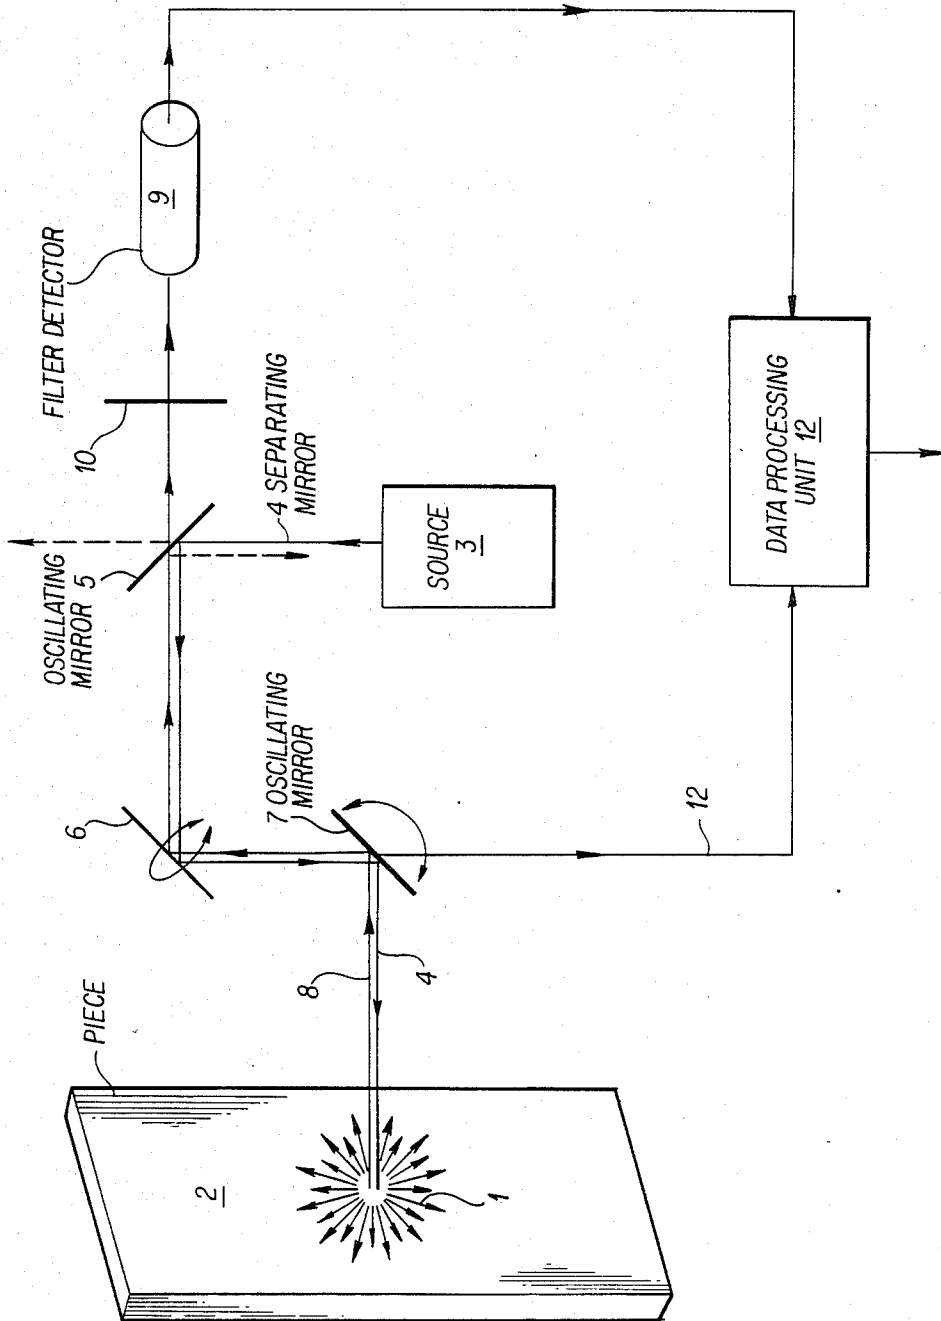 PIECE
2
1
8
4
6
7 OSCILLATING
MIRROR
12
OSCILLATING
MIRROR 5
4 SEPARATING
MIRROR
SOURCE
3
10
FILTER DETECTOR
9
DATA PROCESSING
UNIT 12